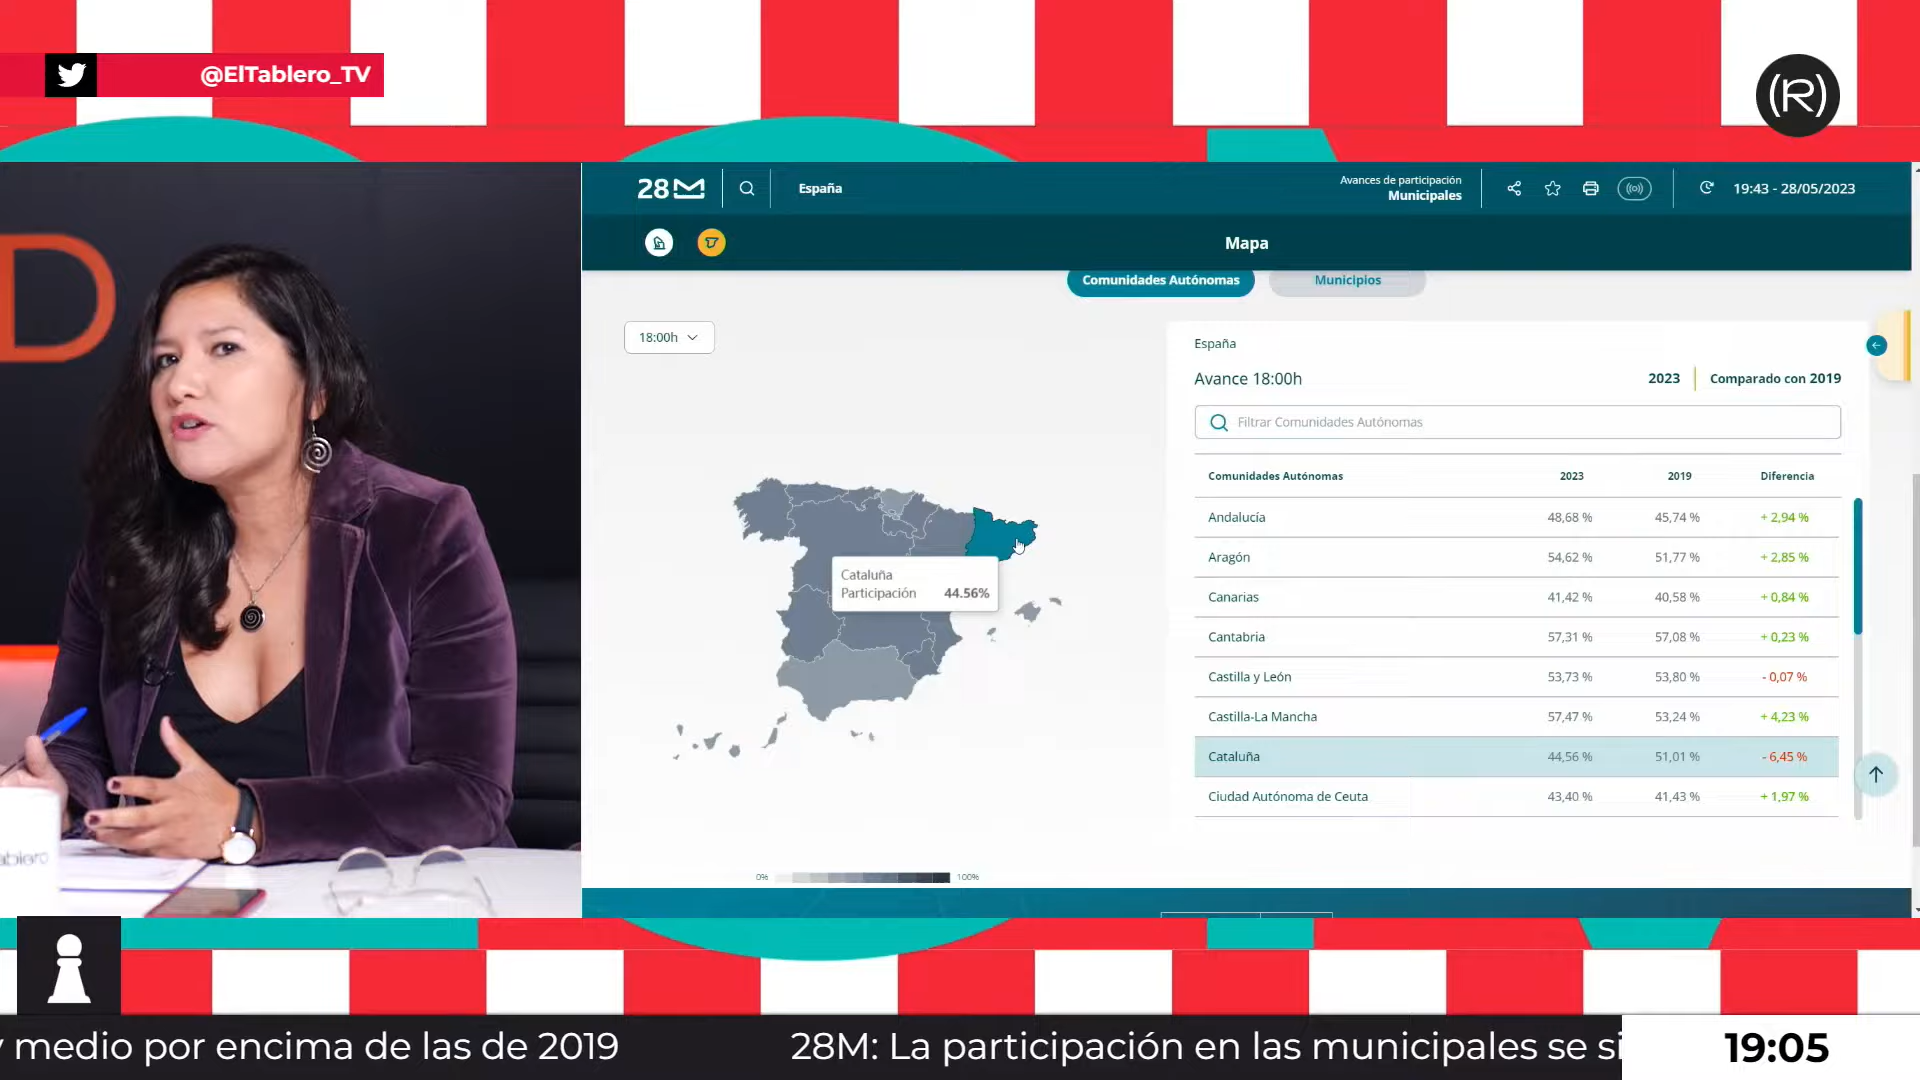 @ElTablero_TV
(R)
D
28M
España
Avances de participación
Municipales
19:43 - 28/05/2023
Mapa
Comunidades Autónomas
Municipios
18:00h
España
Avance 18:00h
2023
Comparado con 2019
Filtrar Comunidades Autónomas
Comunidades Autónomas 2023 2019 Diferencia
Andalucía 48,68 % 45,74 % + 2,94 %
Aragón 54,62 % 51,77 % + 2,85 %
Canarias 41,42 % 40,58 % + 0,84 %
Cantabria 57,31 % 57,08 % + 0,23 %
Castilla y León 53,73 % 53,80 % - 0,07 %
Castilla-La Mancha 57,47 % 53,24 % + 4,23 %
Cataluña 44,56 % 51,01 % - 6,45 %
Ciudad Autónoma de Ceuta 43,40 % 41,43 % + 1,97 %
Cataluña
Participación 44.56%
0% 100%
ablero
y medio por encima de las de 2019
28M: La participación en las municipales se si
19:05